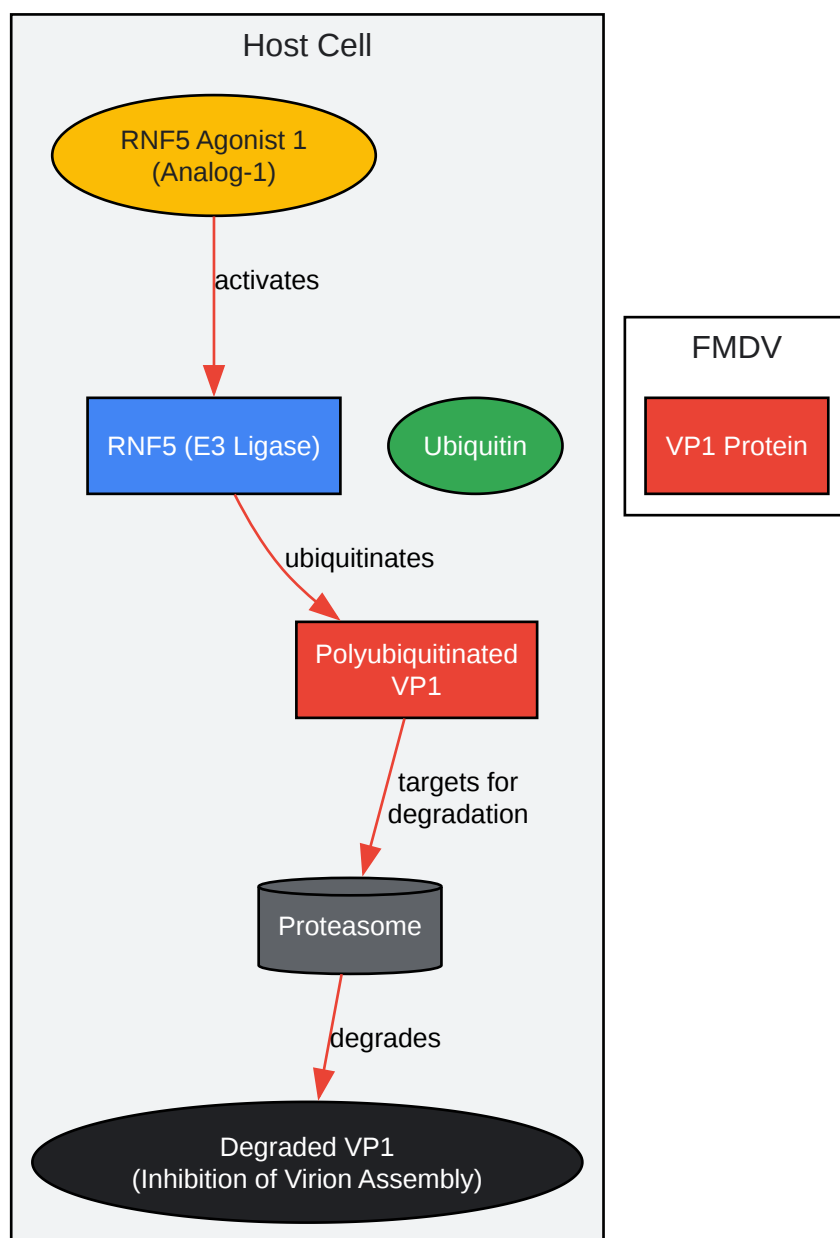 Host Cell
RNF5 Agonist 1
(Analog-1)
activates
FMDV
RNF5 (E3 Ligase)
Ubiquitin
VP1 Protein
ubiquitinates
Polyubiquitinated
VP1
targets for
degradation
Proteasome
degrades
Degraded VP1
(Inhibition of Virion Assembly)